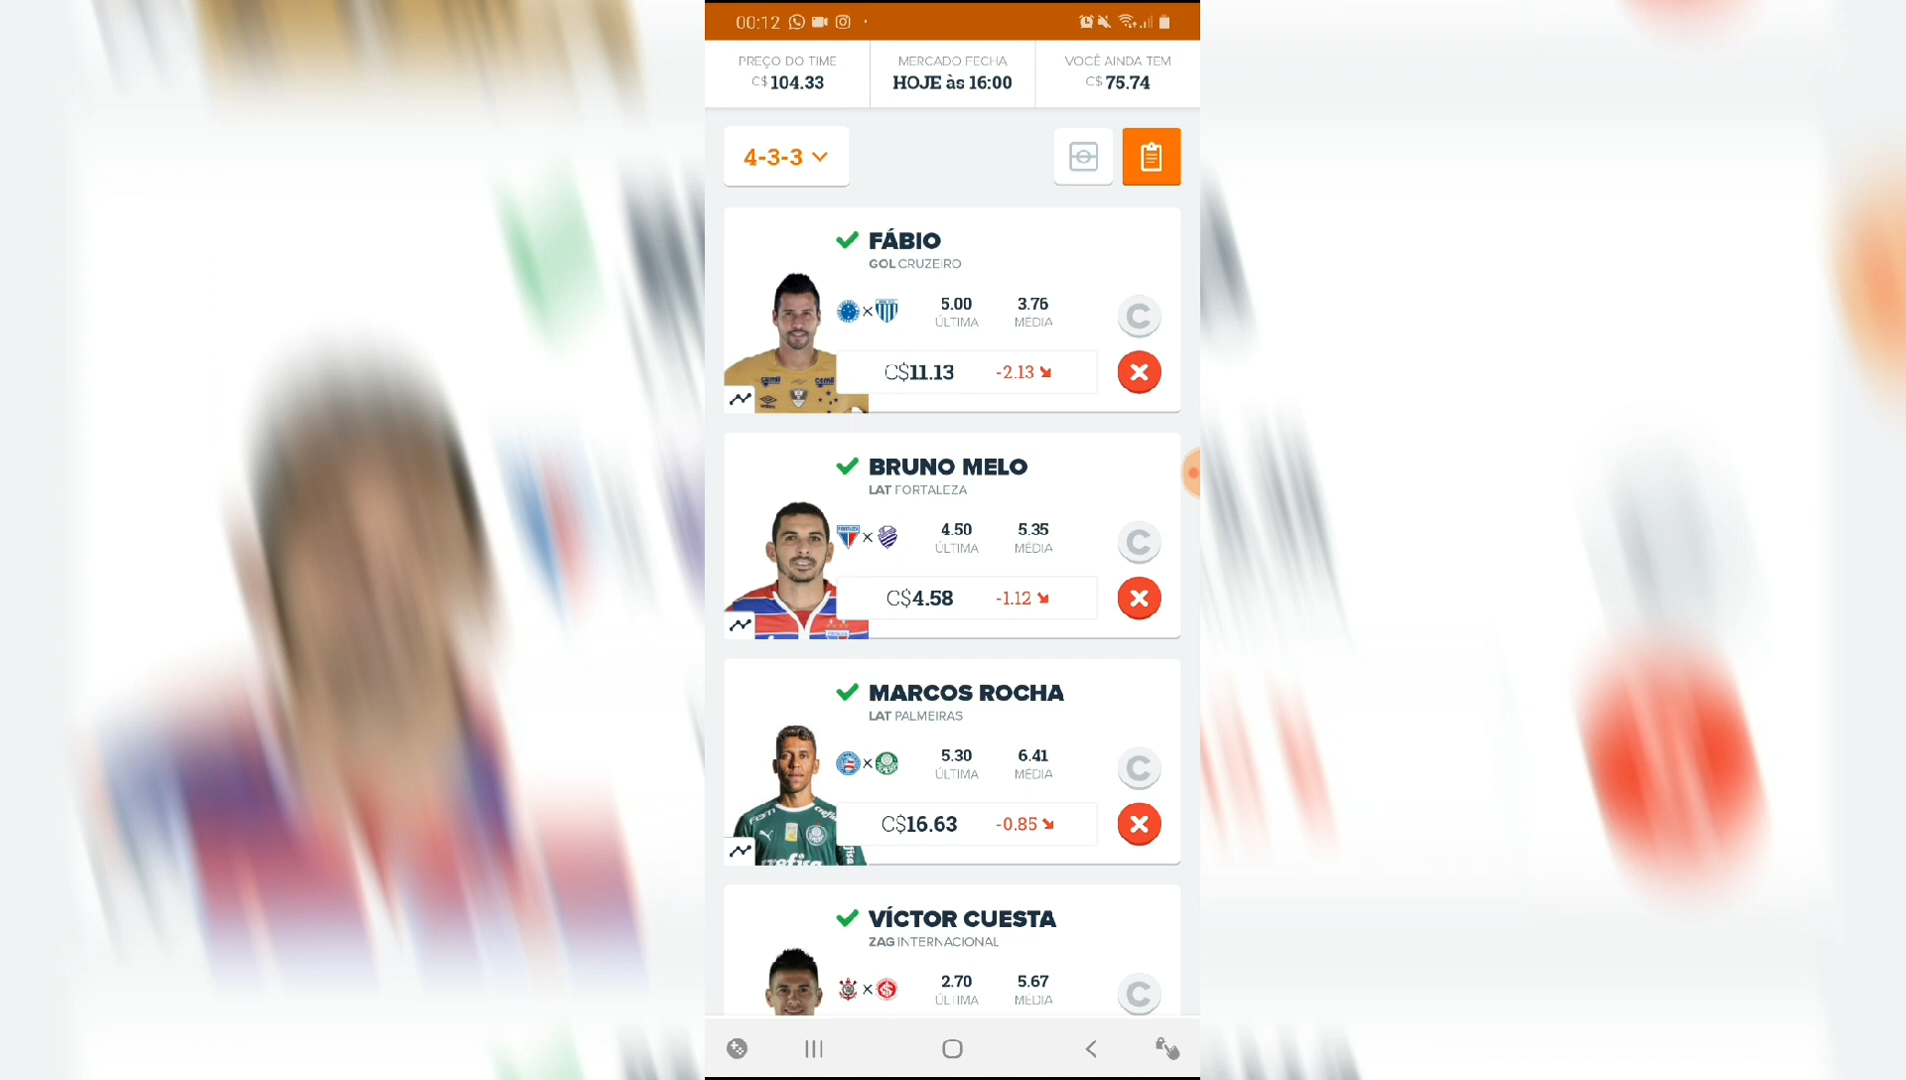 00:12
PREÇO DO TIME
C$ 104.33
MERCADO FECHA
HOJE às 16:00
VOCÊ AINDA TEM
C$ 75.74
4-3-3
FÁBIO
GOL CRUZEIRO
5.00 3.76
ÚLTIMA MÉDIA
C
C$11.13 -2.13
BRUNO MELO
LAT FORTALEZA
4.50 5.35
ÚLTIMA MÉDIA
C
C$4.58 -1.12
MARCOS ROCHA
LAT PALMEIRAS
5.30 6.41
ÚLTIMA MÉDIA
C
C$16.63 -0.85
VÍCTOR CUESTA
ZAG INTERNACIONAL
2.70 5.67
ÚLTIMA MÉDIA
C